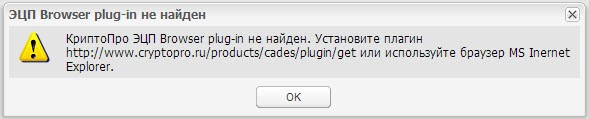 ЭЦП Browser plug-in не найден
КриптоПро ЭЦП Browser plug-in не найден. Установите плагин
http://www.cryptopro.ru/products/cades/plugin/get или используйте браузер MS Inernet
Explorer.
OK